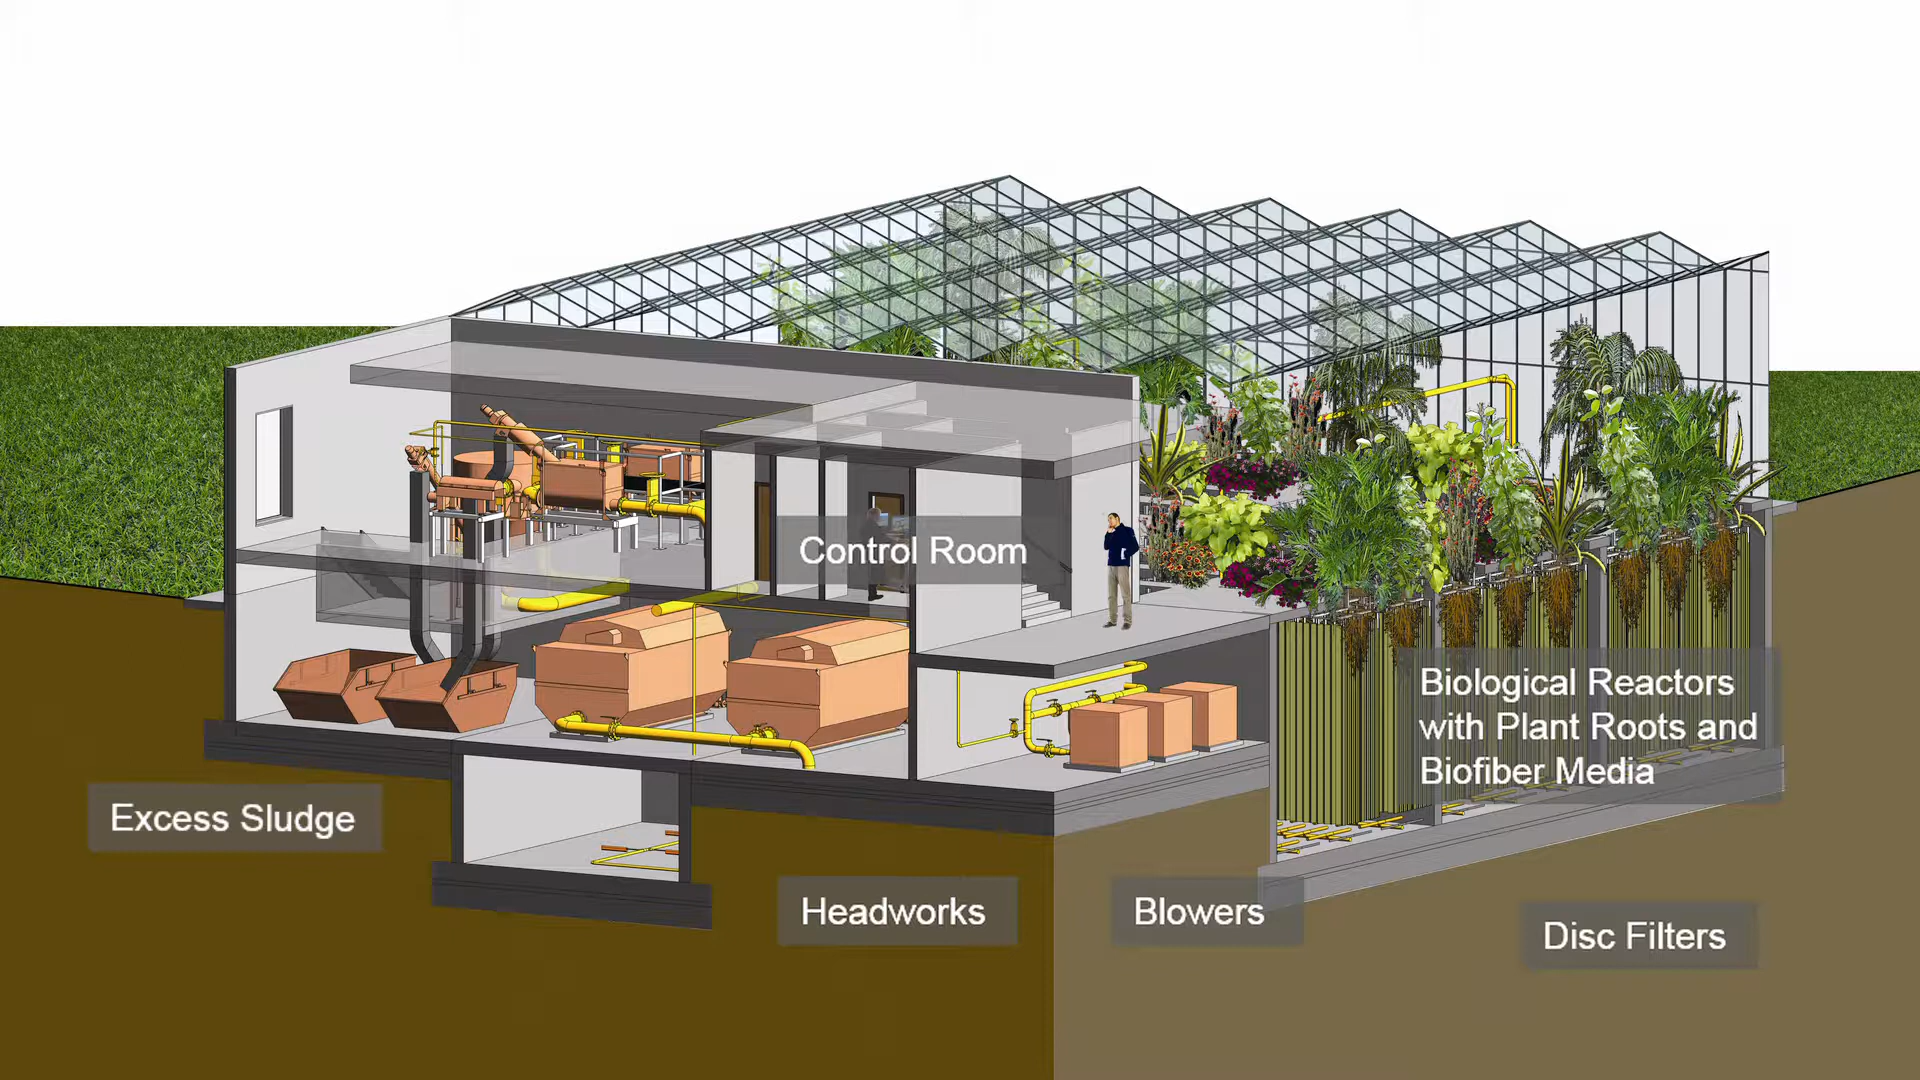 Control Room
Biological Reactors
with Plant Roots and
Biofiber Media
Excess Sludge
Headworks
Blowers
Disc Filters